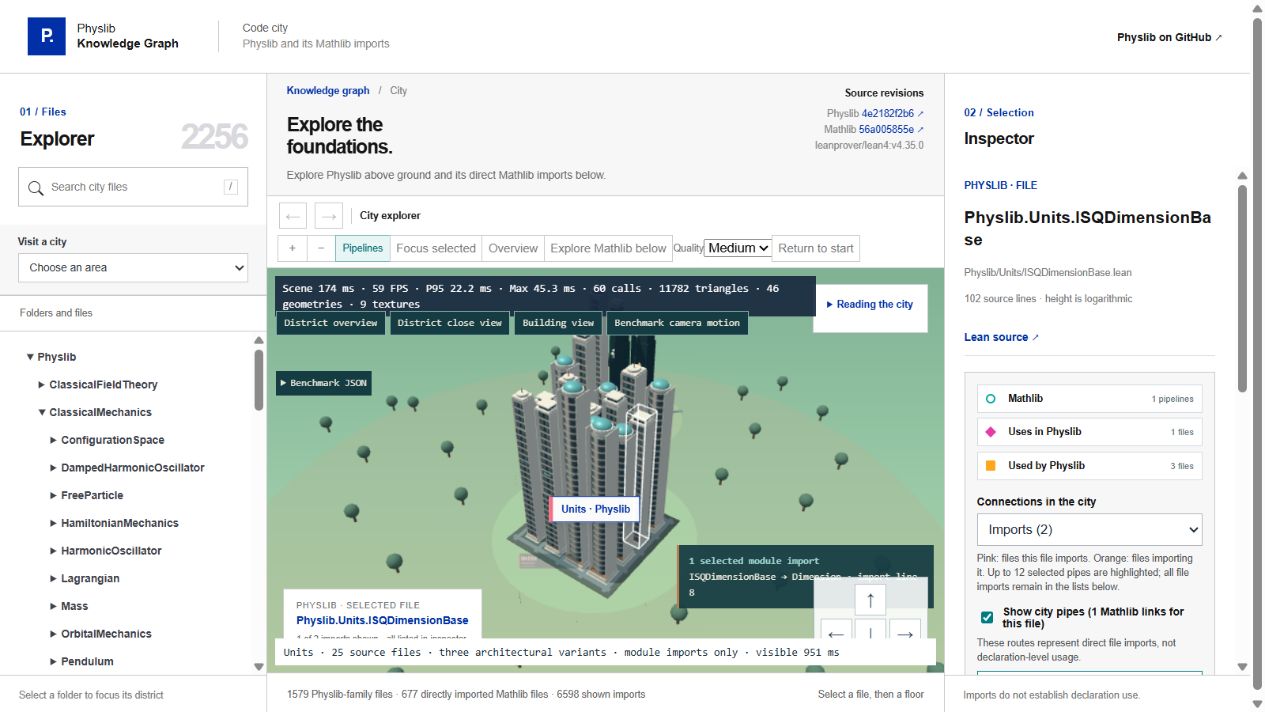 P.
Physlib
Knowledge Graph
Code city
Physlib and its Mathlib imports
Physlib on GitHub ↗
01 / Files
Explorer
2256
Search city files
/
Visit a city
Choose an area
Folders and files
▼ Physlib
▶ ClassicalFieldTheory
▼ ClassicalMechanics
▶ ConfigurationSpace
▶ DampedHarmonicOscillator
▶ FreeParticle
▶ HamiltonianMechanics
▶ HarmonicOscillator
▶ Lagrangian
▶ Mass
▶ OrbitalMechanics
▶ Pendulum
Select a folder to focus its district
Knowledge graph / City
Explore the
foundations.
Explore Physlib above ground and its direct Mathlib imports below.
Source revisions
Physlib 4e2182f2b6 ↗
Mathlib 56a005855e ↗
leanprover/lean4:v4.35.0
← → City explorer
+ − Pipelines Focus selected Overview Explore Mathlib below Quality Medium Return to start
Scene 174 ms · 59 FPS · P95 22.2 ms · Max 45.3 ms · 60 calls · 11782 triangles · 46
geometries · 9 textures
▶ Reading the city
District overview District close view Building view Benchmark camera motion
▶ Benchmark JSON
Units · Physlib
1 selected module import
ISQDimensionBase → Dimension · import line
8
↑
← ↓ →
PHYSLIB · SELECTED FILE
Physlib.Units.ISQDimensionBase
Units · 25 source files · three architectural variants · module imports only · visible 951 ms
1579 Physlib-family files · 677 directly imported Mathlib files · 6598 shown imports
Select a file, then a floor
02 / Selection
Inspector
PHYSLIB · FILE
Physlib.Units.ISQDimensionBa
se
Physlib/Units/ISQDimensionBase.lean
102 source lines · height is logarithmic
Lean source ↗
Mathlib 1 pipelines
Uses in Physlib 1 files
Used by Physlib 3 files
Connections in the city
Imports (2)
Pink: files this file imports. Orange: files importing
it. Up to 12 selected pipes are highlighted; all file
imports remain in the lists below.
Show city pipes (1 Mathlib links for
this file)
These routes represent direct file imports, not
declaration-level usage.
Imports do not establish declaration use.